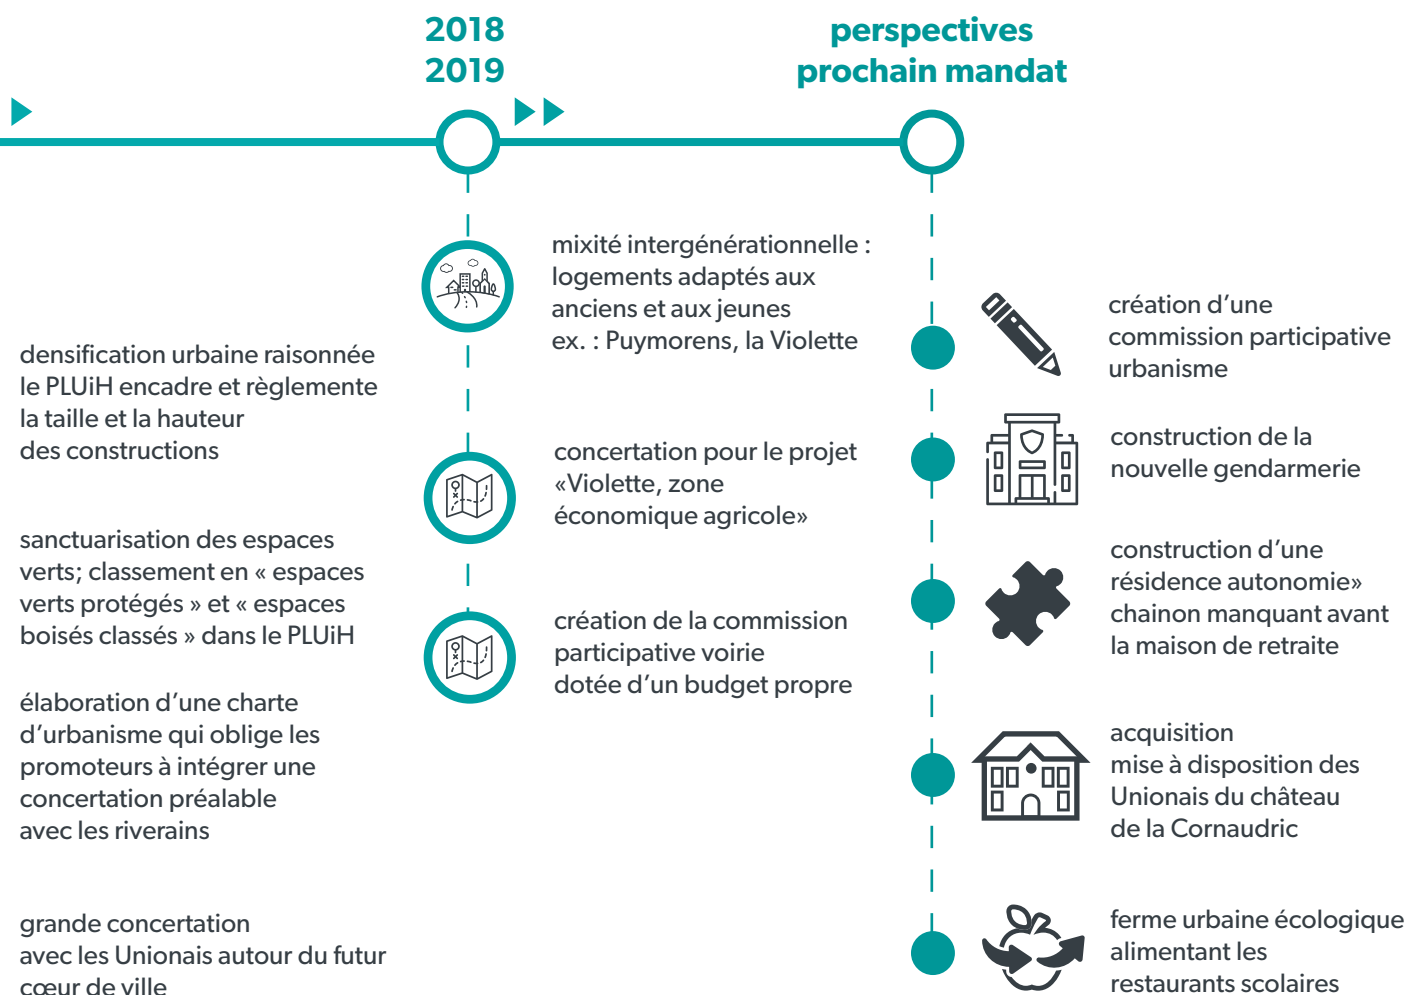 2018
2019
perspectives
prochain mandat
densification urbaine raisonnée
le PLUiH encadre et règlemente
la taille et la hauteur
des constructions
sanctuarisation des espaces
verts; classement en « espaces
verts protégés » et « espaces
boisés classés » dans le PLUiH
élaboration d’une charte
d’urbanisme qui oblige les
promoteurs à intégrer une
concertation préalable
avec les riverains
grande concertation
avec les Unionais autour du futur
cœur de ville
mixité intergénérationnelle :
logements adaptés aux
anciens et aux jeunes
ex. : Puymorens, la Violette
concertation pour le projet
«Violette, zone
économique agricole»
création de la commission
participative voirie
dotée d’un budget propre
création d’une
commission participative
urbanisme
construction de la
nouvelle gendarmerie
construction d’une
résidence autonomie»
chainon manquant avant
la maison de retraite
acquisition
mise à disposition des
Unionais du château
de la Cornaudric
ferme urbaine écologique
alimentant les
restaurants scolaires